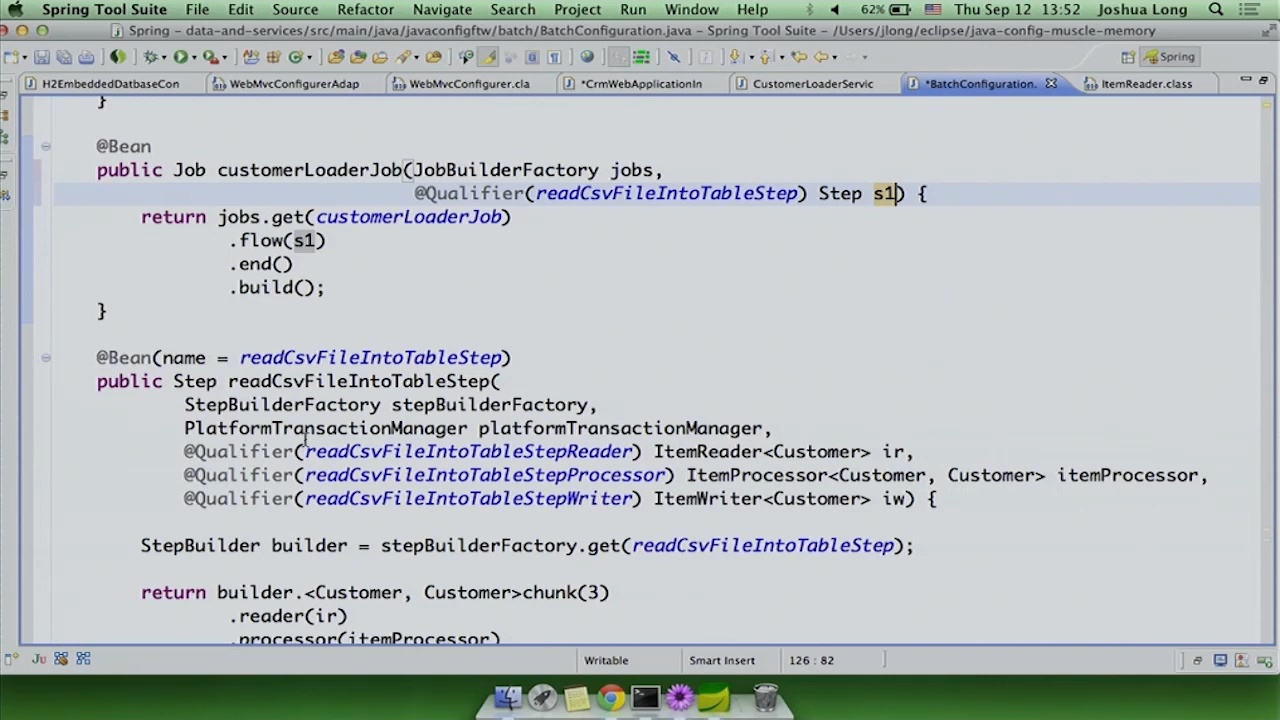 Spring Tool Suite File Edit Source Refactor Navigate Search Project Run Window Help 62% Thu Sep 12 13:52 Joshua Long
Spring - data-and-services/src/main/java/javaconfigftw/batch/BatchConfiguration.java - Spring Tool Suite - /Users/jlong/eclipse/java-config-muscle-memory
Spring
H2EmbeddedDatbaseCon WebMvcConfigurerAdap WebMvcConfigurer.cla *CrmWebApplicationIn CustomerLoaderServic *BatchConfiguration. ItemReader.class
}
@Bean
public Job customerLoaderJob(JobBuilderFactory jobs,
@Qualifier(readCsvFileIntoTableStep) Step s1) {
return jobs.get(customerLoaderJob)
.flow(s1)
.end()
.build();
}
@Bean(name = readCsvFileIntoTableStep)
public Step readCsvFileIntoTableStep(
StepBuilderFactory stepBuilderFactory,
PlatformTransactionManager platformTransactionManager,
@Qualifier(readCsvFileIntoTableStepReader) ItemReader<Customer> ir,
@Qualifier(readCsvFileIntoTableStepProcessor) ItemProcessor<Customer, Customer> itemProcessor,
@Qualifier(readCsvFileIntoTableStepWriter) ItemWriter<Customer> iw) {
StepBuilder builder = stepBuilderFactory.get(readCsvFileIntoTableStep);
return builder.<Customer, Customer>chunk(3)
.reader(ir)
.processor(itemProcessor)
Ju Writable Smart Insert 126 : 82